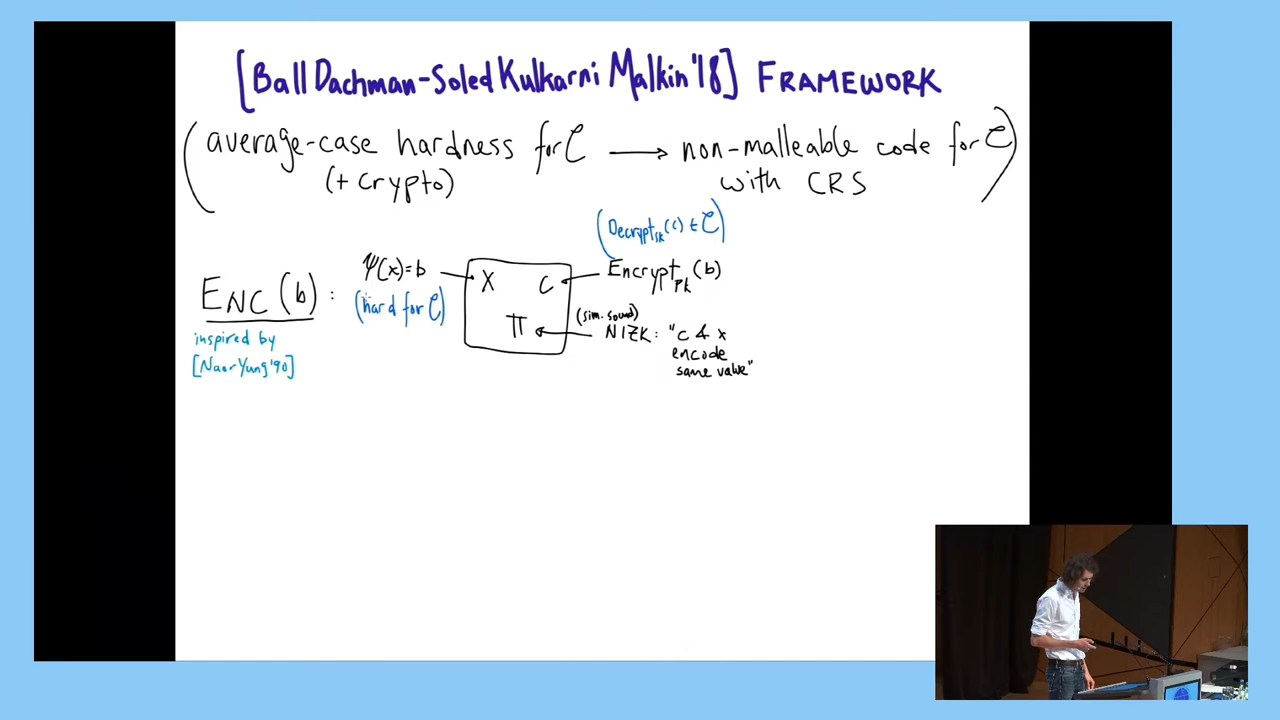 [Ball Dachman-Soled Kulkarni Malkin '18] FRAMEWORK
(average-case hardness for C → non-malleable code for C)
(+ crypto) with CRS
(Decrypt_sk(c) ∈ C)
ENC(b): Ψ(x)=b X C Encrypt_pk(b)
(hard for C)
inspired by
[Naor-Yung '90]
π (sim. sound)
NIZK: "c & x
encode
same value"